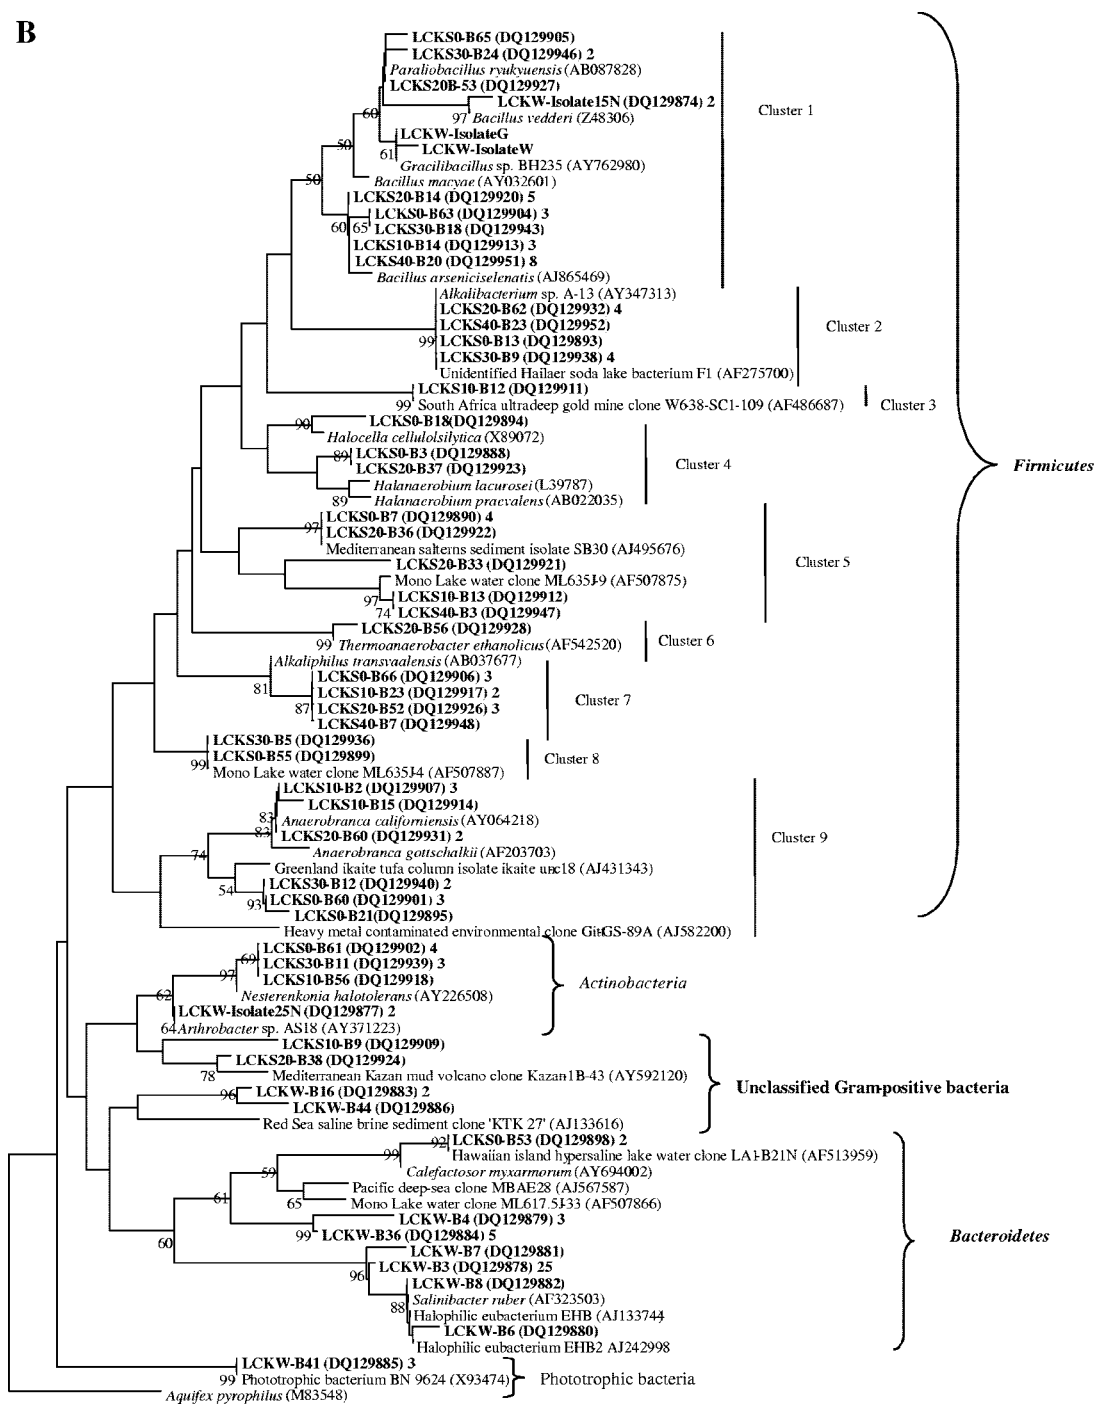 B
LCKS0-B65 (DQ129905)
LCKS30-B24 (DQ129946) 2
Paraliobacillus ryukyuensis (AB087828)
LCKS20B-53 (DQ129927)
LCKW-Isolate15N (DQ129874) 2
97 Bacillus vedderi (Z48306)
60
LCKW-IsolateG
LCKW-IsolateW
61
Gracilibacillus sp. BH235 (AY762980)
50
Bacillus macyae (AY032601)
50
LCKS20-B14 (DQ129920) 5
LCKS0-B63 (DQ129904) 3
60 65 LCKS30-B18 (DQ129943)
LCKS10-B14 (DQ129913) 3
LCKS40-B20 (DQ129951) 8
Bacillus arseniciselenatis (AJ865469)
Cluster 1
Alkalibacterium sp. A-13 (AY347313)
LCKS20-B62 (DQ129932) 4
LCKS40-B23 (DQ129952)
99 LCKS0-B13 (DQ129893)
LCKS30-B9 (DQ129938) 4
Unidentified Hailaer soda lake bacterium F1 (AF275700)
Cluster 2
LCKS10-B12 (DQ129911)
99 South Africa ultradeep gold mine clone W638-SC1-109 (AF486687)
Cluster 3
90 LCKS0-B18(DQ129894)
Halocella cellulolsilytica (X89072)
89 LCKS0-B3 (DQ129888)
LCKS20-B37 (DQ129923)
Halanaerobium lacurosei (L39787)
89 Halanaerobium praevalens (AB022035)
Cluster 4
97 LCKS0-B7 (DQ129890) 4
LCKS20-B36 (DQ129922)
Mediterranean salterns sediment isolate SB30 (AJ495676)
LCKS20-B33 (DQ129921)
Mono Lake water clone ML635J-9 (AF507875)
97 LCKS10-B13 (DQ129912)
74 LCKS40-B3 (DQ129947)
Cluster 5
LCKS20-B56 (DQ129928)
99 Thermoanaerobacter ethanolicus (AF542520)
Cluster 6
Alkaliphilus transvaalensis (AB037677)
81
LCKS0-B66 (DQ129906) 3
LCKS10-B23 (DQ129917) 2
87 LCKS20-B52 (DQ129926) 3
LCKS40-B7 (DQ129948)
Cluster 7
LCKS30-B5 (DQ129936)
LCKS0-B55 (DQ129899)
99 Mono Lake water clone ML635J-4 (AF507887)
Cluster 8
LCKS10-B2 (DQ129907) 3
LCKS10-B15 (DQ129914)
83 Anaerobranca californiensis (AY064218)
83 LCKS20-B60 (DQ129931) 2
74 Anaerobranca gottschalkii (AF203703)
Greenland ikaite tufa column isolate ikaite unc18 (AJ431343)
54 LCKS30-B12 (DQ129940) 2
93 LCKS0-B60 (DQ129901) 3
LCKS0-B21(DQ129895)
Heavy metal contaminated environmental clone Gitt-GS-89A (AJ582200)
Cluster 9
Firmicutes
LCKS0-B61 (DQ129902) 4
69 LCKS30-B11 (DQ129939) 3
97 LCKS10-B56 (DQ129918)
Nesterenkonia halotolerans (AY226508)
62
LCKW-Isolate25N (DQ129877) 2
64 Arthrobacter sp. AS18 (AY371223)
Actinobacteria
LCKS10-B9 (DQ129909)
LCKS20-B38 (DQ129924)
78 Mediterranean Kazan mud volcano clone Kazan-1B-43 (AY592120)
96 LCKW-B16 (DQ129883) 2
LCKW-B44 (DQ129886)
Red Sea saline brine sediment clone 'KTK 27' (AJ133616)
Unclassified Gram-positive bacteria
92 LCKS0-B53 (DQ129898) 2
99 Hawaiian island hypersaline lake water clone LA1-B21N (AF513959)
59 Calefactosor myxarmorum (AY694002)
Pacific deep-sea clone MBAE28 (AJ567587)
61 65 Mono Lake water clone ML617.5J-33 (AF507866)
LCKW-B4 (DQ129879) 3
99 LCKW-B36 (DQ129884) 5
60
LCKW-B7 (DQ129881)
96 LCKW-B3 (DQ129878) 25
LCKW-B8 (DQ129882)
88 Salinibacter ruber (AF323503)
Halophilic eubacterium EHB (AJ133744
LCKW-B6 (DQ129880)
Halophilic eubacterium EHB2 AJ242998
Bacteroidetes
LCKW-B41 (DQ129885) 3
99 Phototrophic bacterium BN 9624 (X93474)
Phototrophic bacteria
Aquifex pyrophilus (M83548)